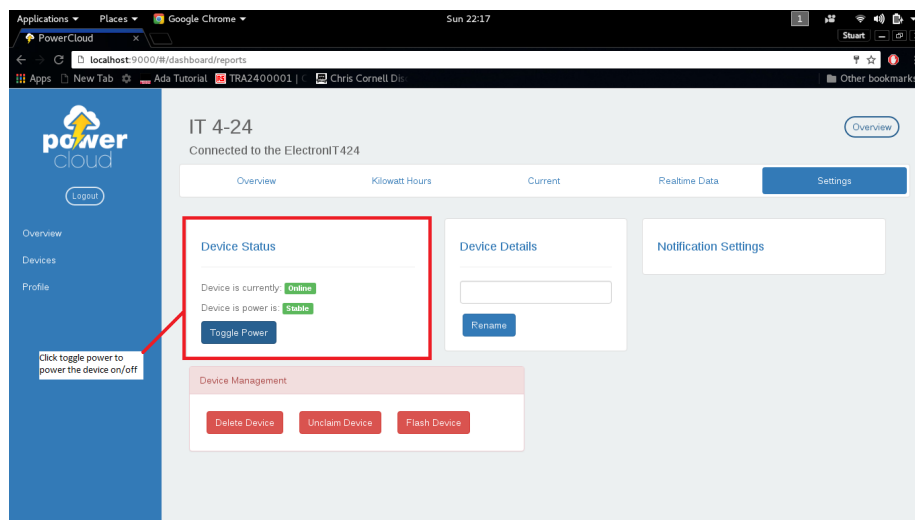 Applications ▾ Places ▾ Google Chrome ▾ Sun 22:17 1
PowerCloud × Stuart
localhost:9000/#/dashboard/reports
Apps New Tab Ada Tutorial TRA2400001 | Chris Cornell Dis Other bookmarks
power
cloud
Logout
Overview
Devices
Profile
IT 4-24
Connected to the ElectronIT424
Overview
Overview Kilowatt Hours Current Realtime Data Settings
Device Status
Device is currently: Online
Device is power is: Stable
Toggle Power
Device Details
Rename
Notification Settings
Click toggle power to
power the device on/off
Device Management
Delete Device Unclaim Device Flash Device